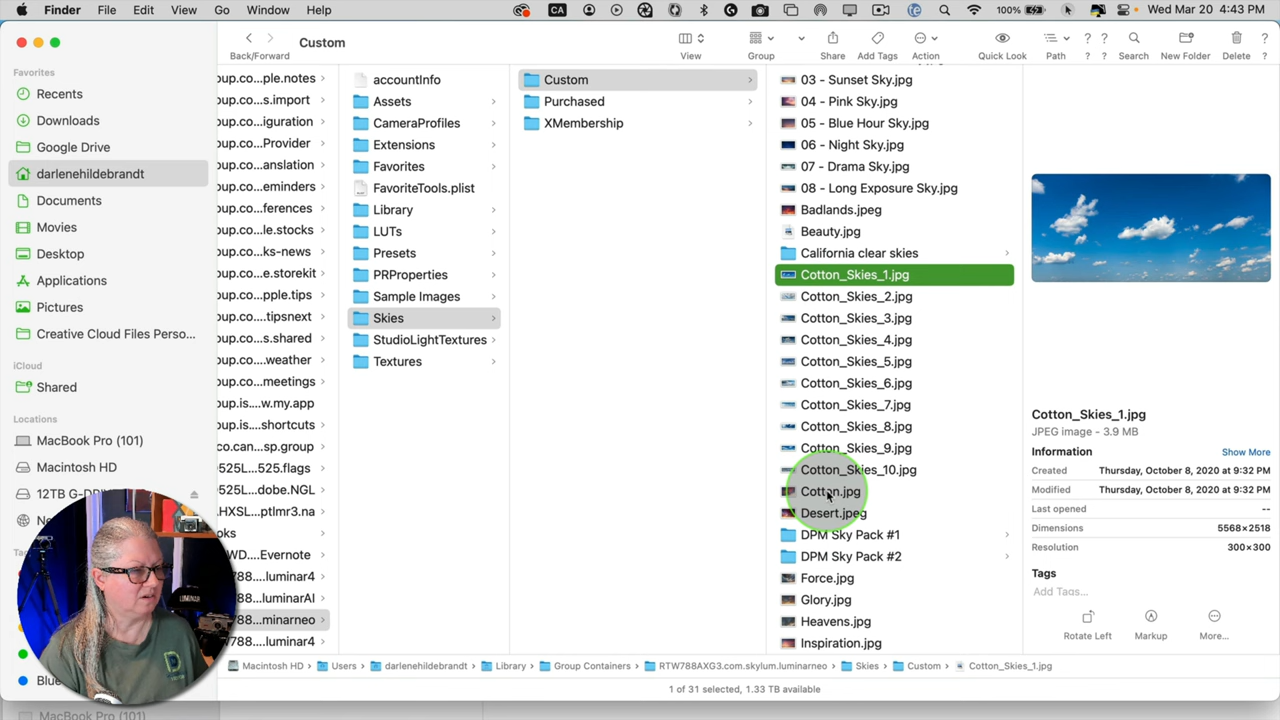 Finder File Edit View Go Window Help CA 100% Wed Mar 20 4:43 PM
Custom
Back/Forward View Group Share Add Tags Action Quick Look Path ? ? Search New Folder Delete ?
Favorites
Recents
Downloads
Google Drive
darlenehildebrandt
Documents
Movies
Desktop
Applications
Pictures
Creative Cloud Files Perso...
iCloud
Shared
Locations
MacBook Pro (101)
Macintosh HD
12TB G-D
MacBook Pro (101)
oup.co...ple.notes
oup.co...s.import
oup.co...iguration
oup.co...Provider
oup.co...anslation
oup.co...eminders
oup.co...ferences
oup.co...le.stocks
oup.co...ks-news
oup.co...e.storekit
oup.co...pple.tips
oup.co...tipsnext
oup.co...s.shared
oup.co...weather
oup.co...meetings
oup.is...w.my.app
oup.it...shortcuts
co.can...sp.group
525L...525.flags
525L...dobe.NGL
HXSL...ptlmr3.na
ooks
RWD....Evernote
W788....luminar4
W788...luminarAI
788...minarneo
788....luminar4
accountInfo
Assets
CameraProfiles
Extensions
Favorites
FavoriteTools.plist
Library
LUTs
Presets
PRProperties
Sample Images
Skies
StudioLightTextures
Textures
Custom
Purchased
XMembership
03 - Sunset Sky.jpg
04 - Pink Sky.jpg
05 - Blue Hour Sky.jpg
06 - Night Sky.jpg
07 - Drama Sky.jpg
08 - Long Exposure Sky.jpg
Badlands.jpeg
Beauty.jpg
California clear skies
Cotton_Skies_1.jpg
Cotton_Skies_2.jpg
Cotton_Skies_3.jpg
Cotton_Skies_4.jpg
Cotton_Skies_5.jpg
Cotton_Skies_6.jpg
Cotton_Skies_7.jpg
Cotton_Skies_8.jpg
Cotton_Skies_9.jpg
Cotton_Skies_10.jpg
Cotton.jpg
Desert.jpeg
DPM Sky Pack #1
DPM Sky Pack #2
Force.jpg
Glory.jpg
Heavens.jpg
Inspiration.jpg
Cotton_Skies_1.jpg
JPEG image - 3.9 MB
Information Show More
Created Thursday, October 8, 2020 at 9:32 PM
Modified Thursday, October 8, 2020 at 9:32 PM
Last opened --
Dimensions 5568×2518
Resolution 300×300
Tags
Add Tags...
Rotate Left Markup More...
Macintosh HD › Users › darlenehildebrandt › Library › Group Containers › RTW788AXG3.com.skylum.luminarneo › Skies › Custom › Cotton_Skies_1.jpg
1 of 31 selected, 1.33 TB available